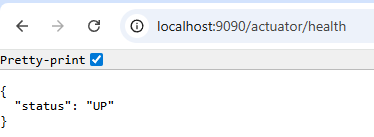 localhost:9090/actuator/health
Pretty-print
{
  "status": "UP"
}